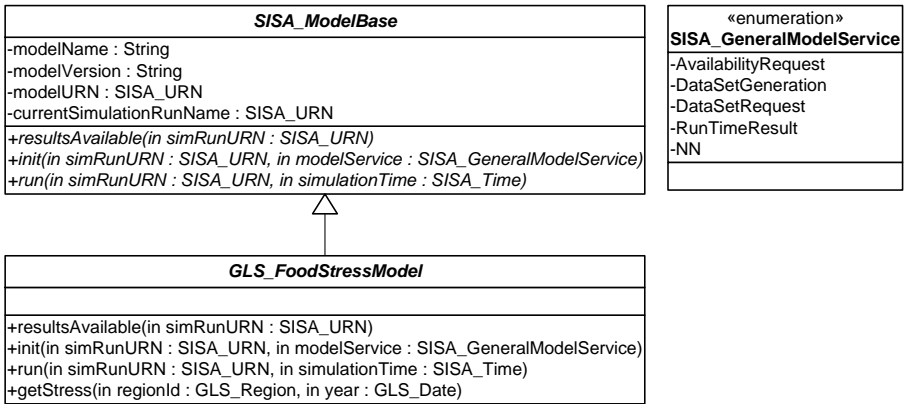 SISA_ModelBase
-modelName : String
-modelVersion : String
-modelURN : SISA_URN
-currentSimulationRunName : SISA_URN
+resultsAvailable(in simRunURN : SISA_URN)
+init(in simRunURN : SISA_URN, in modelService : SISA_GeneralModelService)
+run(in simRunURN : SISA_URN, in simulationTime : SISA_Time)
«enumeration»
SISA_GeneralModelService
-AvailabilityRequest
-DataSetGeneration
-DataSetRequest
-RunTimeResult
-NN
GLS_FoodStressModel
+resultsAvailable(in simRunURN : SISA_URN)
+init(in simRunURN : SISA_URN, in modelService : SISA_GeneralModelService)
+run(in simRunURN : SISA_URN, in simulationTime : SISA_Time)
+getStress(in regionId : GLS_Region, in year : GLS_Date)